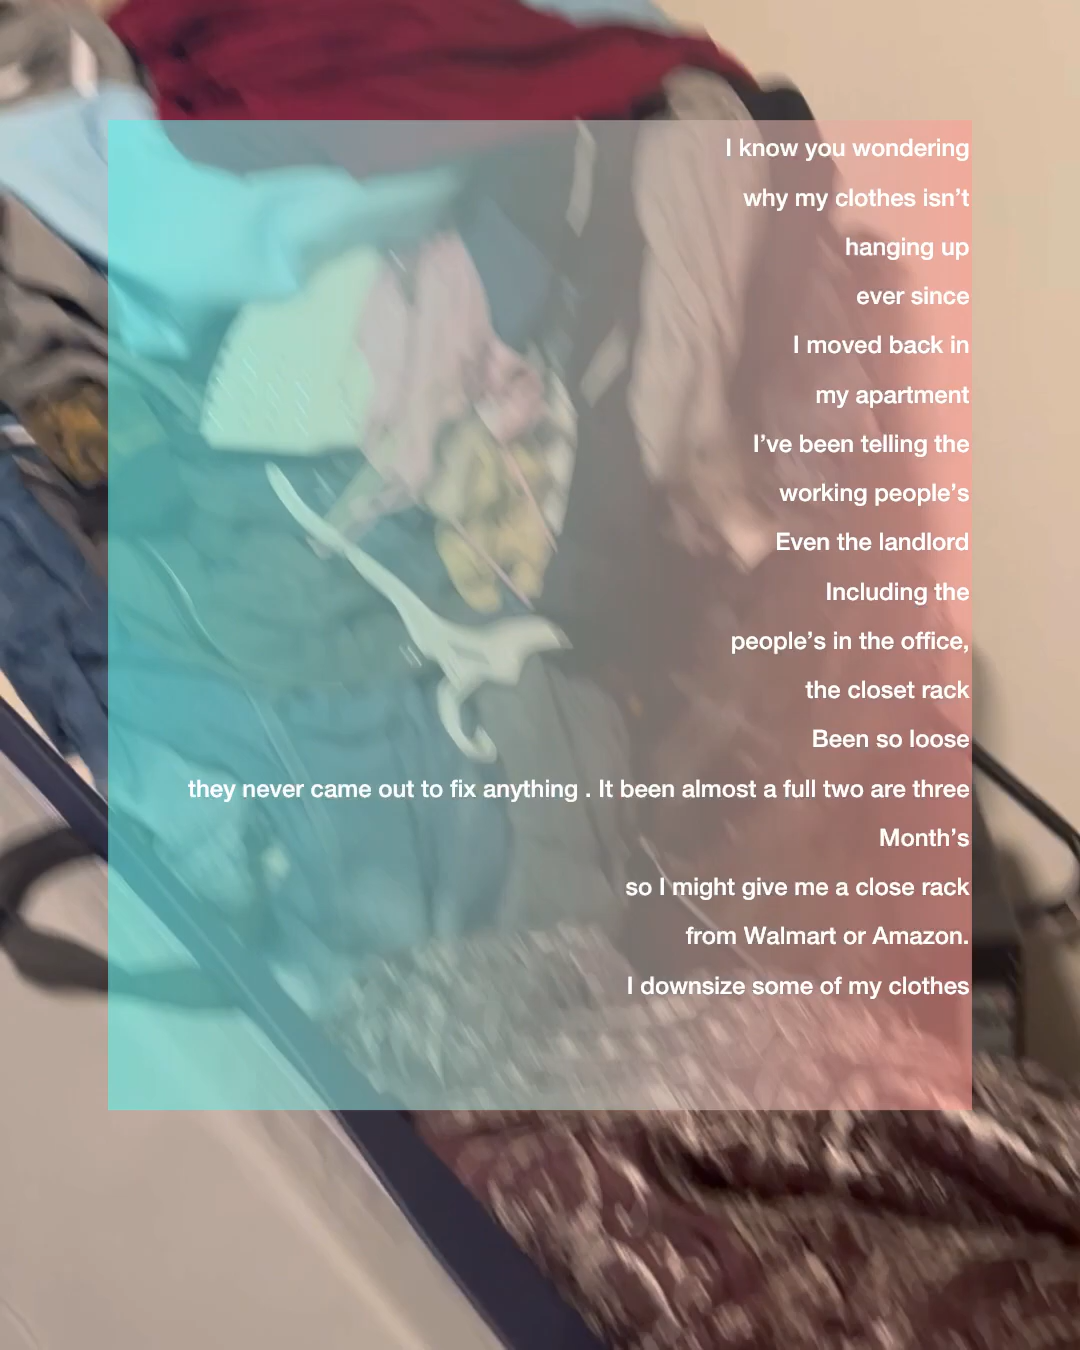 I know you wondering
why my clothes isn’t
hanging up
ever since
I moved back in
my apartment
I’ve been telling the
working people’s
Even the landlord
Including the
people’s in the office,
the closet rack
Been so loose
they never came out to fix anything . It been almost a full two are three
Month’s
so I might give me a close rack
from Walmart or Amazon.
I downsize some of my clothes